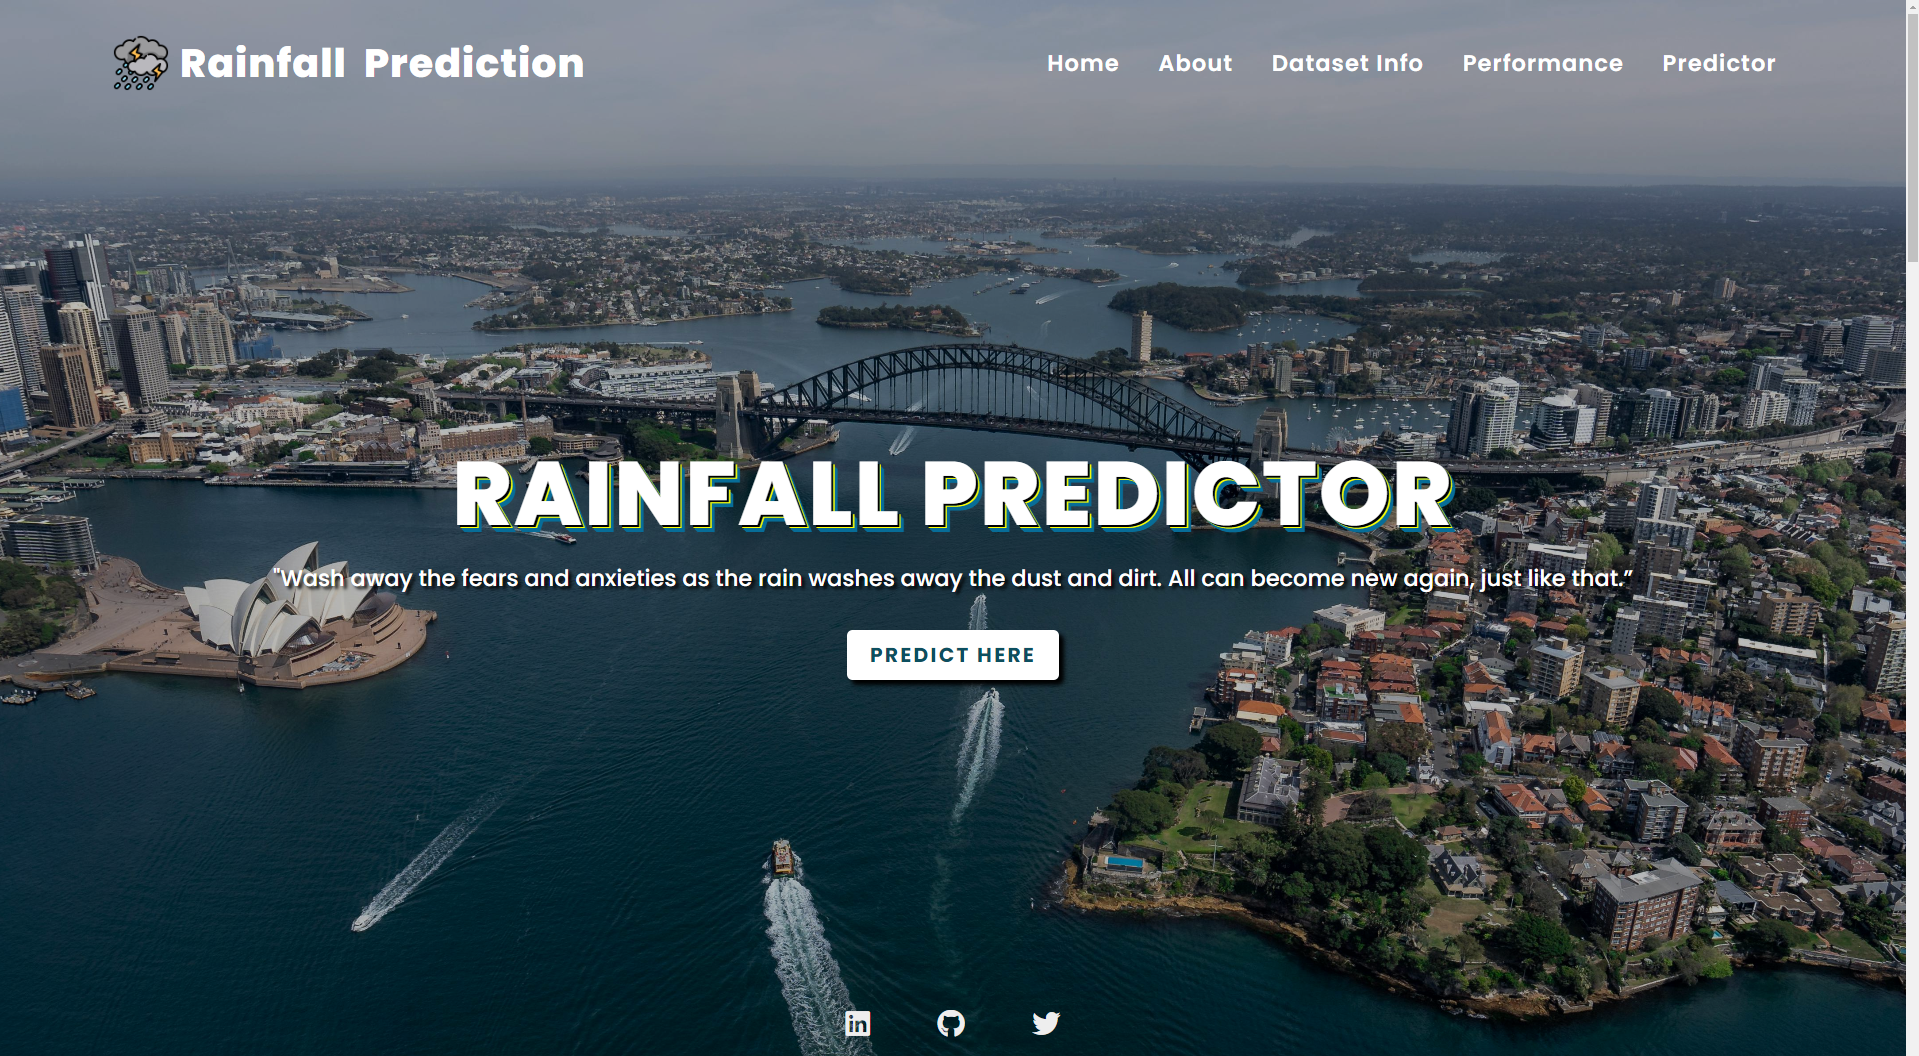 Rainfall Prediction
Home About Dataset Info Performance Predictor
RAINFALL PREDICTOR
"Wash away the fears and anxieties as the rain washes away the dust and dirt. All can become new again, just like that.”
PREDICT HERE
in